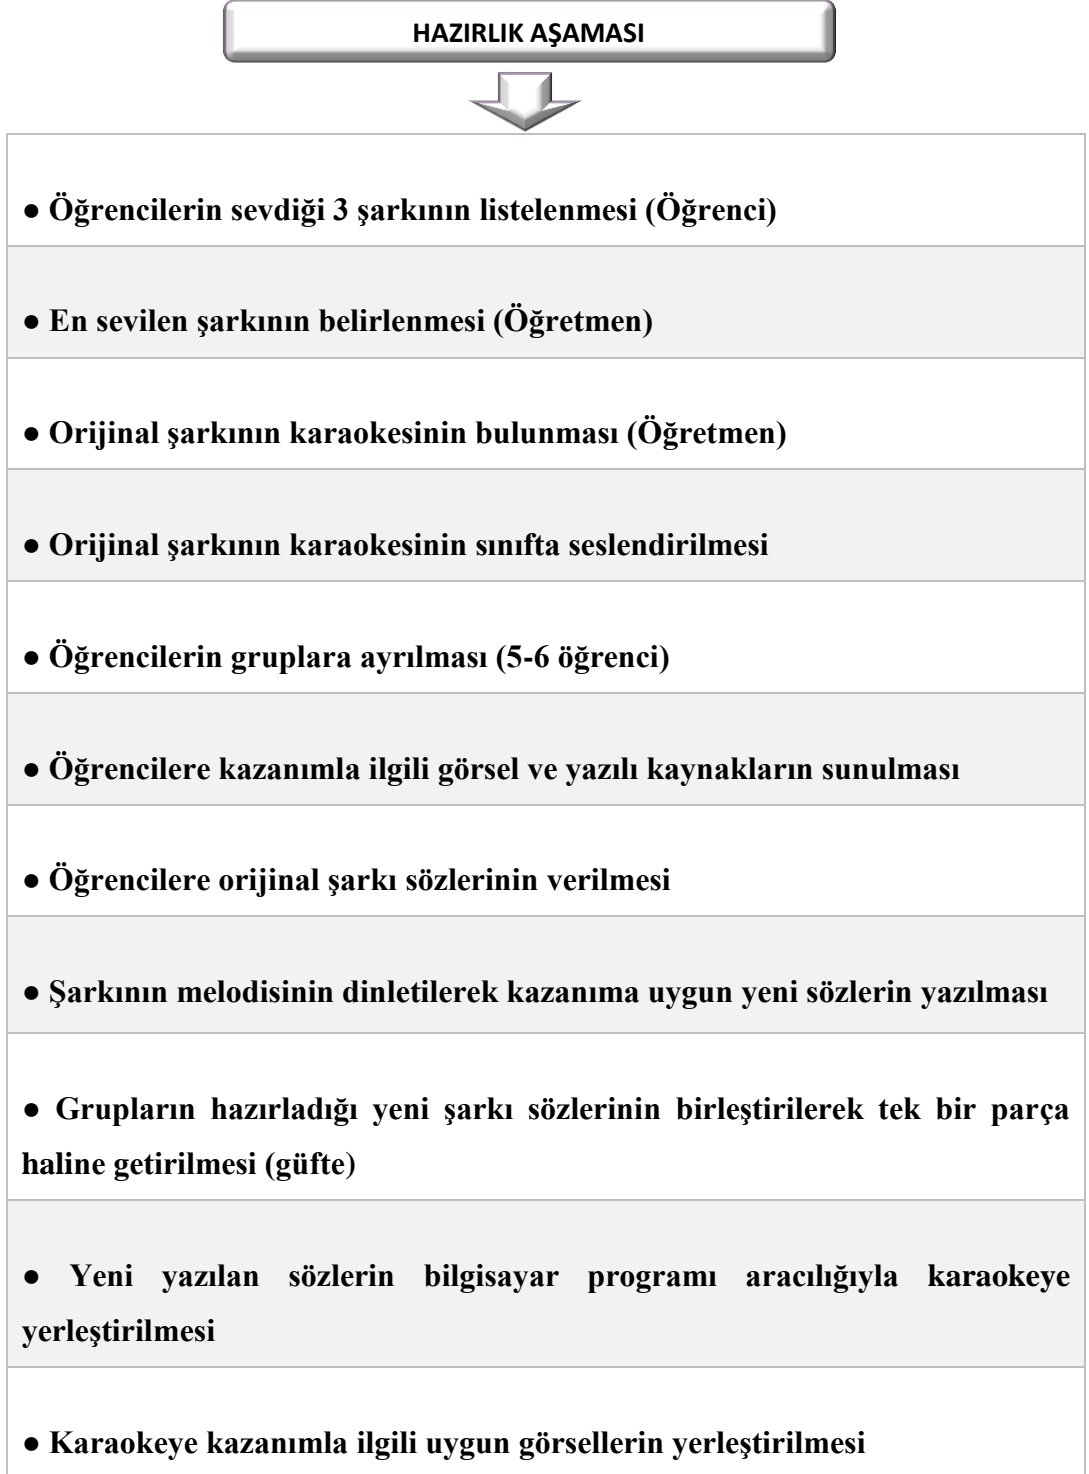 HAZIRLIK AŞAMASI
● Öğrencilerin sevdiği 3 şarkının listelenmesi (Öğrenci)
● En sevilen şarkının belirlenmesi (Öğretmen)
● Orijinal şarkının karaokesinin bulunması (Öğretmen)
● Orijinal şarkının karaokesinin sınıfta seslendirilmesi
● Öğrencilerin gruplara ayrılması (5-6 öğrenci)
● Öğrencilere kazanımla ilgili görsel ve yazılı kaynakların sunulması
● Öğrencilere orijinal şarkı sözlerinin verilmesi
● Şarkının melodisinin dinletilerek kazanıma uygun yeni sözlerin yazılması
● Grupların hazırladığı yeni şarkı sözlerinin birleştirilerek tek bir parça
haline getirilmesi (güfte)
● Yeni yazılan sözlerin bilgisayar programı aracılığıyla karaokeye
yerleştirilmesi
● Karaokeye kazanımla ilgili uygun görsellerin yerleştirilmesi